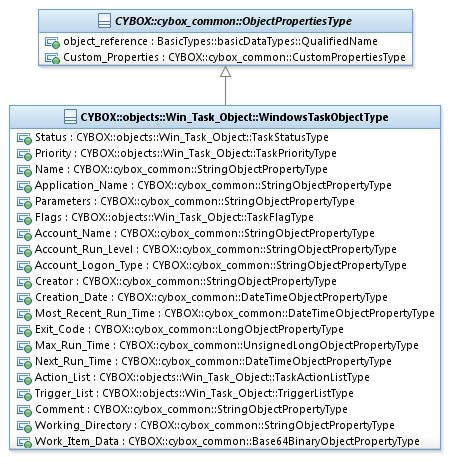 CYBOX::cybox_common::ObjectPropertiesType
object_reference : BasicTypes::basicDataTypes::QualifiedName
Custom_Properties : CYBOX::cybox_common::CustomPropertiesType
CYBOX::objects::Win_Task_Object::WindowsTaskObjectType
Status : CYBOX::objects::Win_Task_Object::TaskStatusType
Priority : CYBOX::objects::Win_Task_Object::TaskPriorityType
Name : CYBOX::cybox_common::StringObjectPropertyType
Application_Name : CYBOX::cybox_common::StringObjectPropertyType
Parameters : CYBOX::cybox_common::StringObjectPropertyType
Flags : CYBOX::objects::Win_Task_Object::TaskFlagType
Account_Name : CYBOX::cybox_common::StringObjectPropertyType
Account_Run_Level : CYBOX::cybox_common::StringObjectPropertyType
Account_Logon_Type : CYBOX::cybox_common::StringObjectPropertyType
Creator : CYBOX::cybox_common::StringObjectPropertyType
Creation_Date : CYBOX::cybox_common::DateTimeObjectPropertyType
Most_Recent_Run_Time : CYBOX::cybox_common::DateTimeObjectPropertyType
Exit_Code : CYBOX::cybox_common::LongObjectPropertyType
Max_Run_Time : CYBOX::cybox_common::UnsignedLongObjectPropertyType
Next_Run_Time : CYBOX::cybox_common::DateTimeObjectPropertyType
Action_List : CYBOX::objects::Win_Task_Object::TaskActionListType
Trigger_List : CYBOX::objects::Win_Task_Object::TriggerListType
Comment : CYBOX::cybox_common::StringObjectPropertyType
Working_Directory : CYBOX::cybox_common::StringObjectPropertyType
Work_Item_Data : CYBOX::cybox_common::Base64BinaryObjectPropertyType